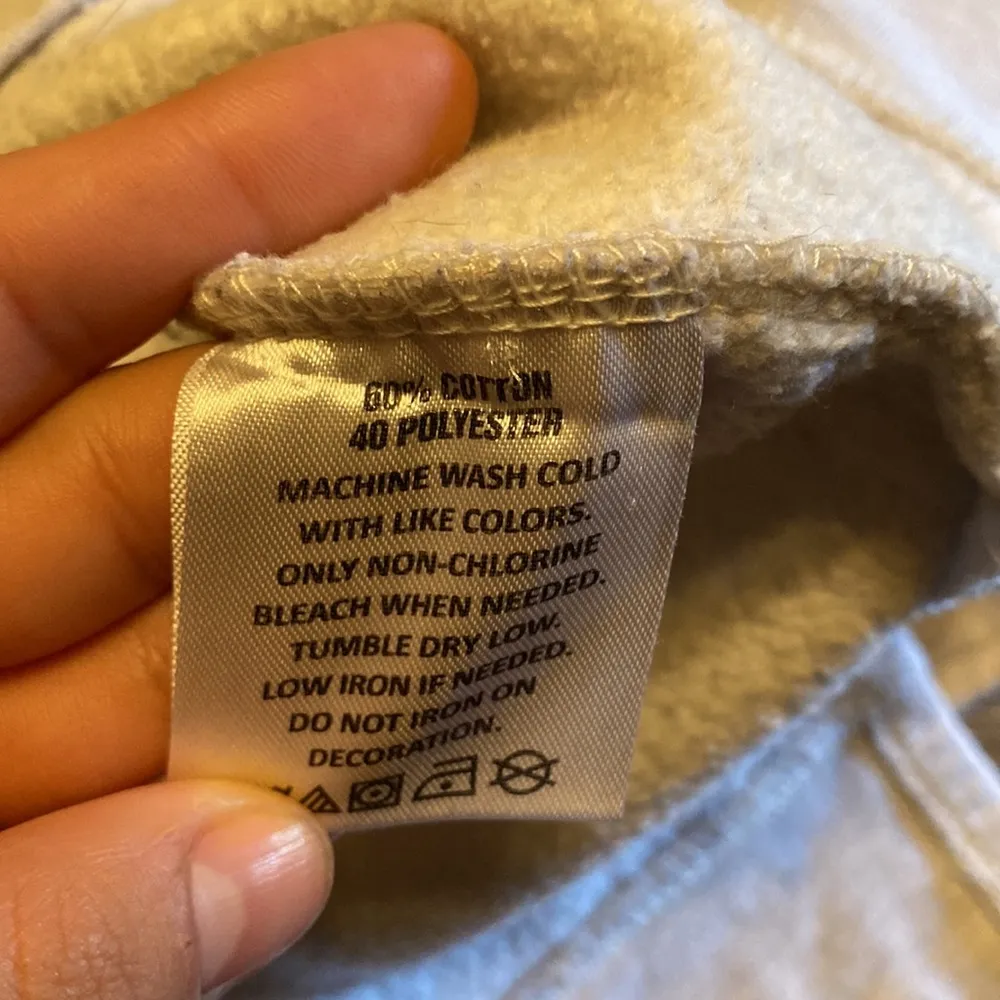 60% COTTON
40 POLYESTER
MACHINE WASH COLD
WITH LIKE COLORS.
ONLY NON-CHLORINE
BLEACH WHEN NEEDED.
TUMBLE DRY LOW.
LOW IRON IF NEEDED.
DO NOT IRON ON
DECORATION.